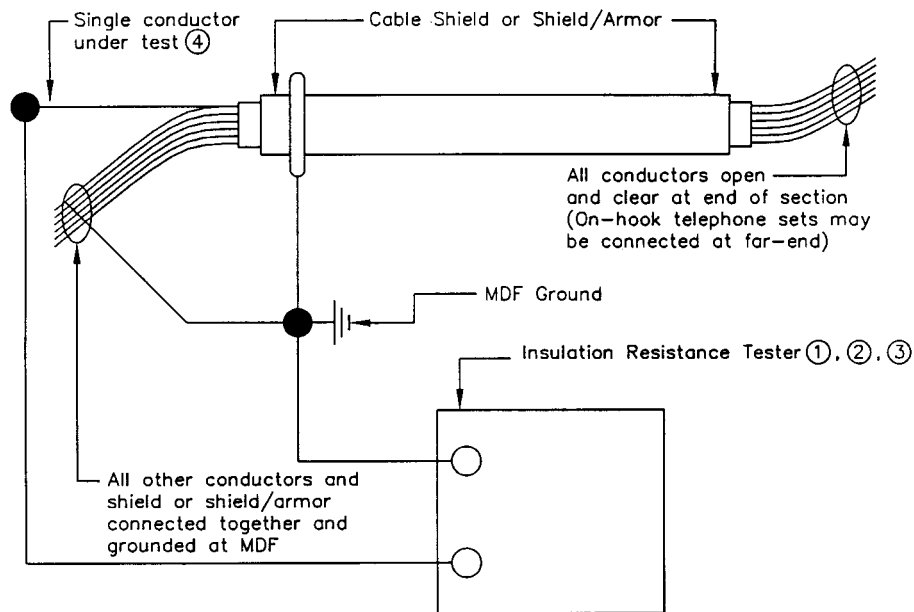 Single conductor
under test ④
Cable Shield or Shield/Armor
All conductors open
and clear at end of section
(On-hook telephone sets may
be connected at far-end)
MDF Ground
Insulation Resistance Tester ①, ②, ③
All other conductors and
shield or shield/armor
connected together and
grounded at MDF